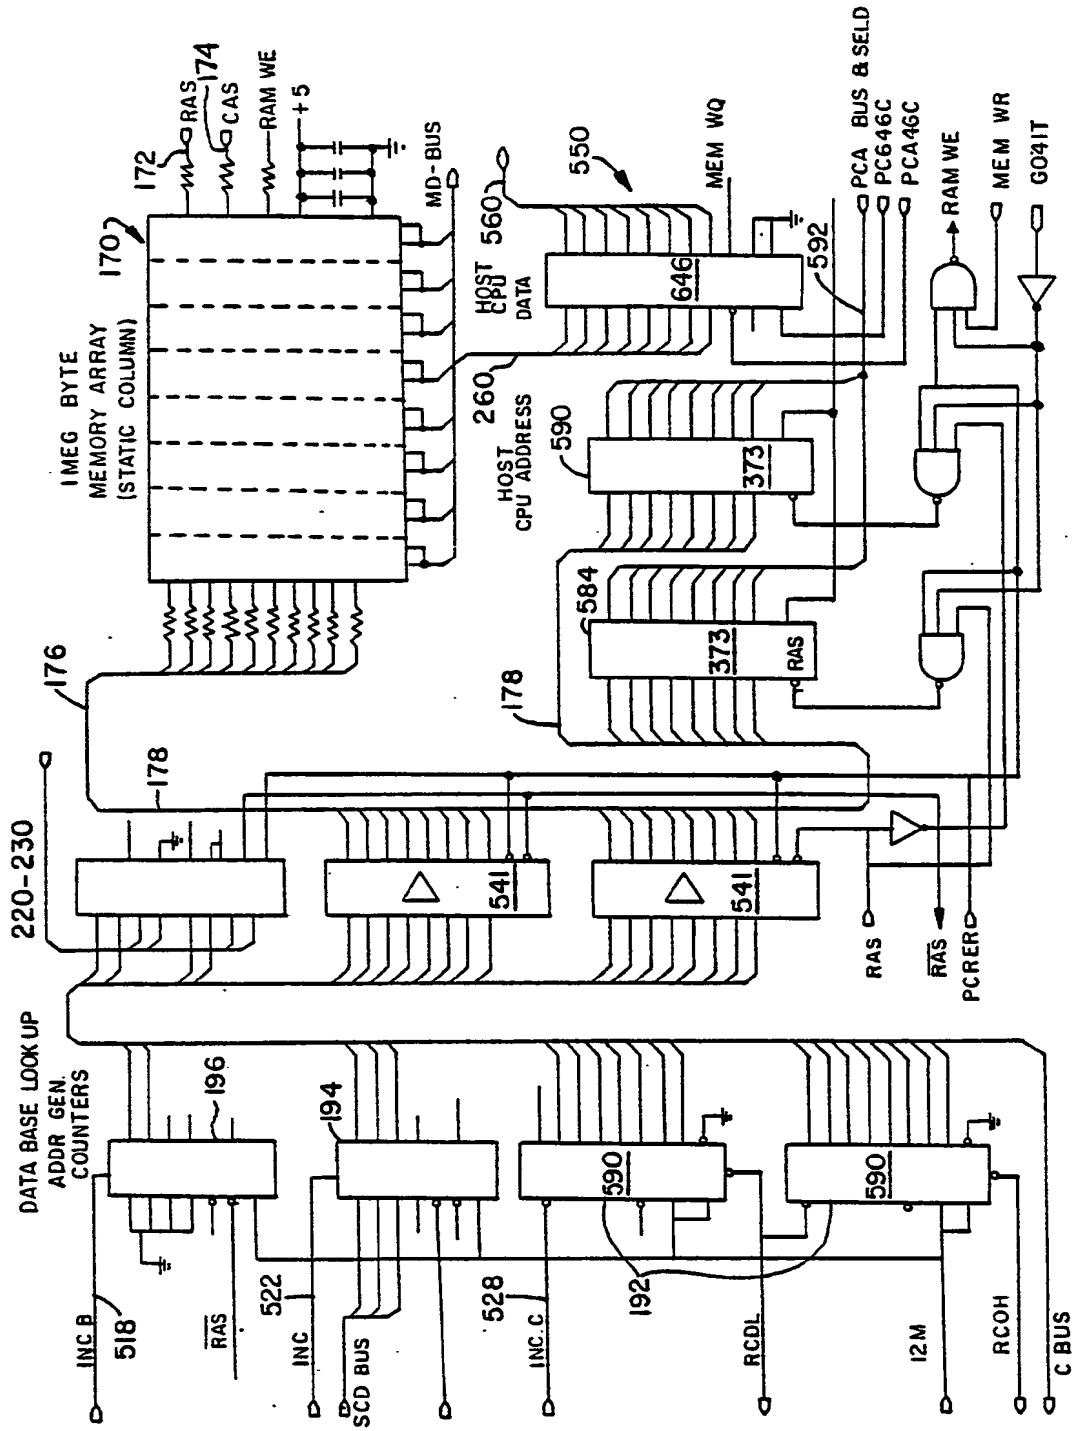 DATA BASE LOOKUP
ADDR GEN.
COUNTERS
220-230
176
1MEG BYTE
MEMORY ARRAY
(STATIC COLUMN)
170
172
RAS
174
CAS
RAM WE
+5
MD-BUS
INC B
518
RAS
196
178
INC
522
SCD BUS
194
541
HOST
CPU ADDRESS
260
HOST
CPU
DATA
560
550
MEM WQ
INC. C
528
590
192
541
178
584
373
RAS
590
373
646
592
PCA BUS & SELD
PC646C
PCA46C
RCDL
590
12M
RCOH
C BUS
RAS
RAS
PCRER
RAM WE
MEM WR
G041T